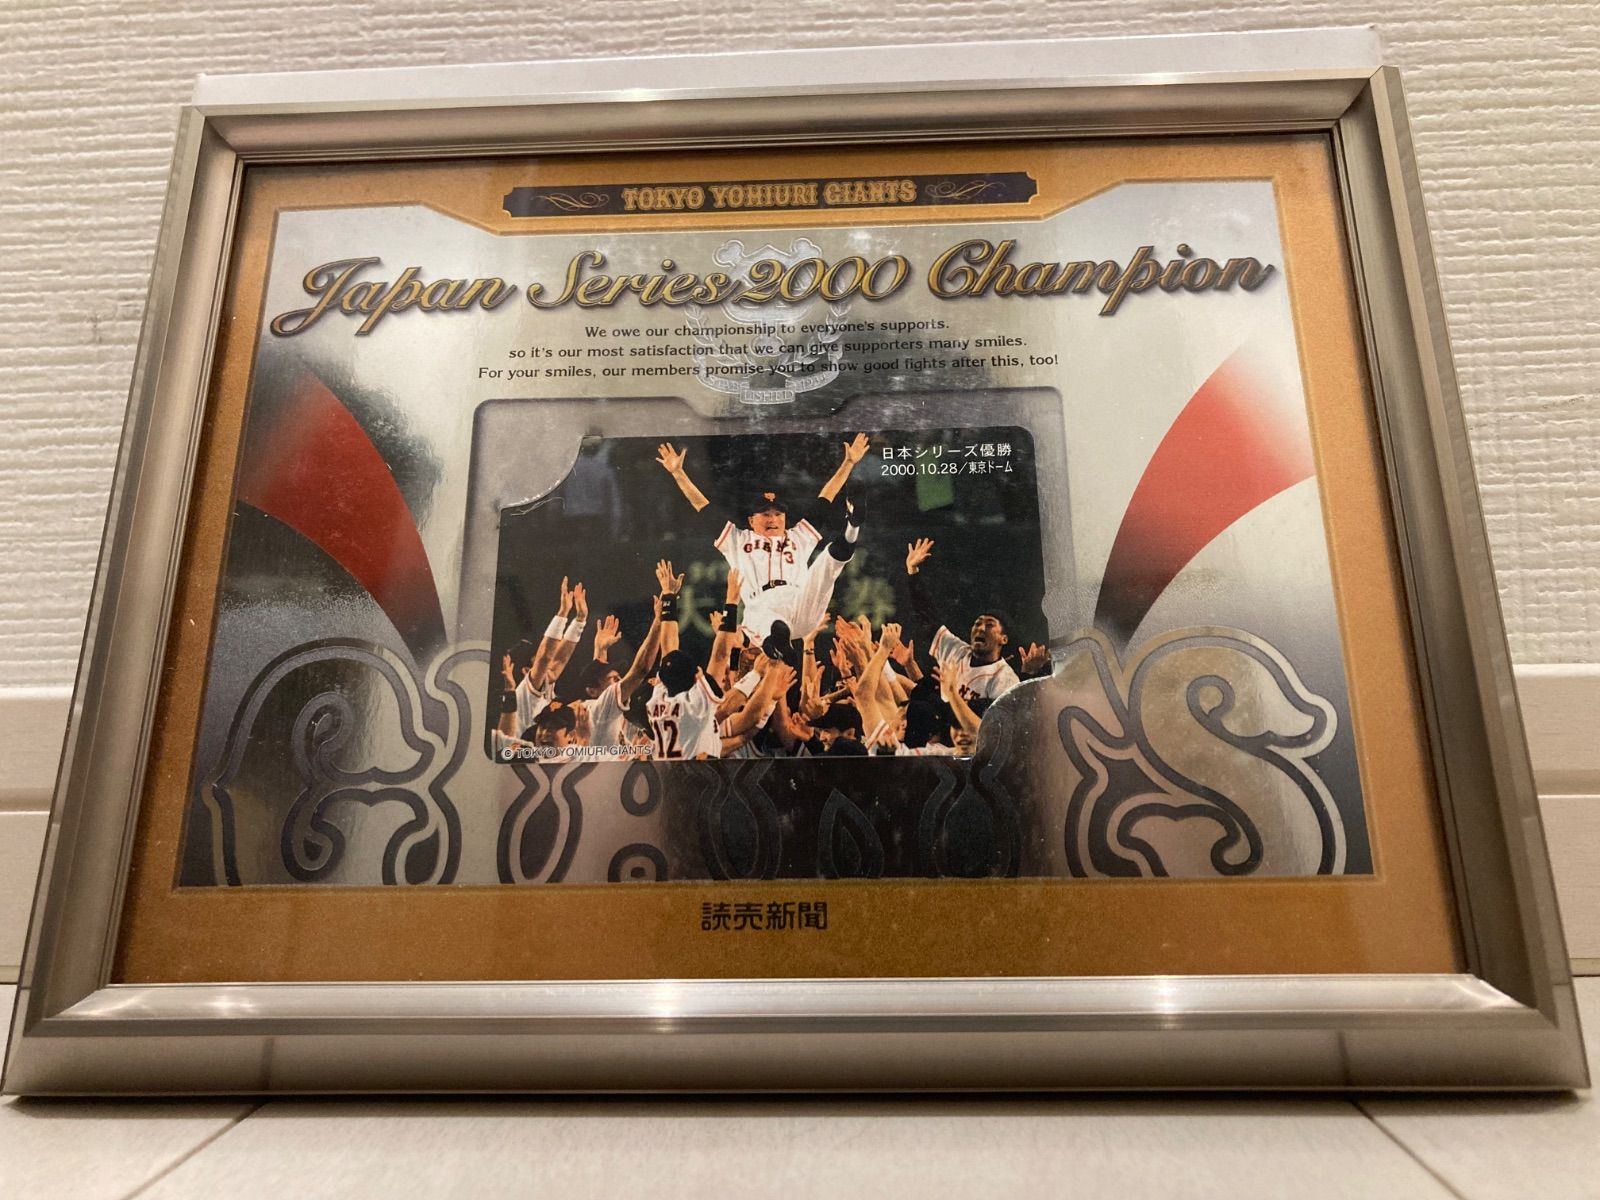 TOKYO YOMIURI GIANTS
Japan Series 2000 Champion
We owe our championship to everyone's supports.
so it's our most satisfaction that we can give supporters many smiles.
For your smiles, our members promise you to show good fights after this, too!
日本シリーズ優勝
2000.10.28/東京ドーム
GIANTS
3
12
© TOKYO YOMIURI GIANTS
読売新聞